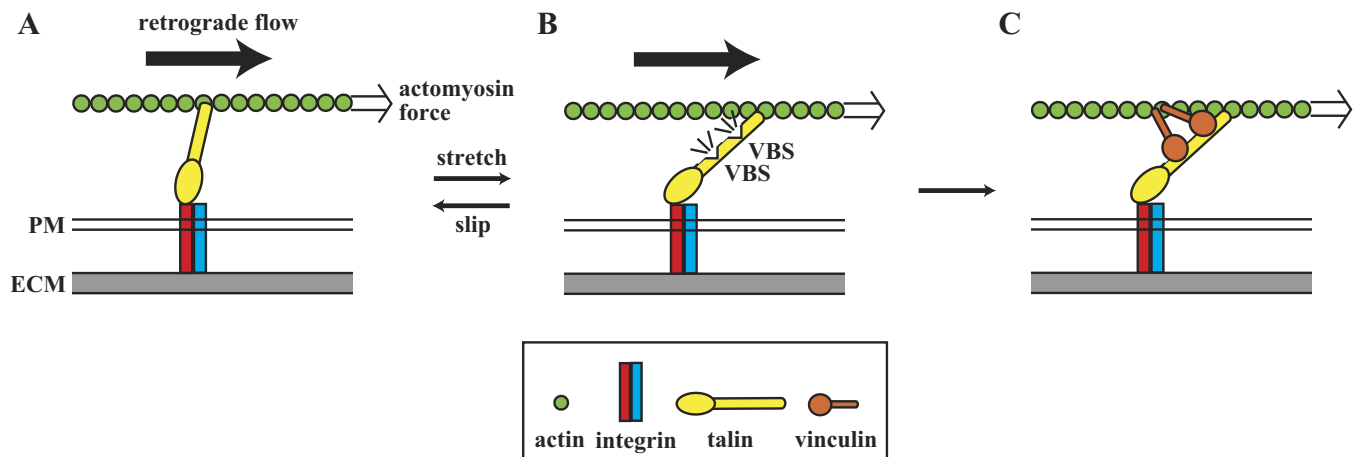 A
retrograde flow
actomyosin
force
PM
ECM
stretch
slip
B
VBS
VBS
C
actin
integrin
talin
vinculin